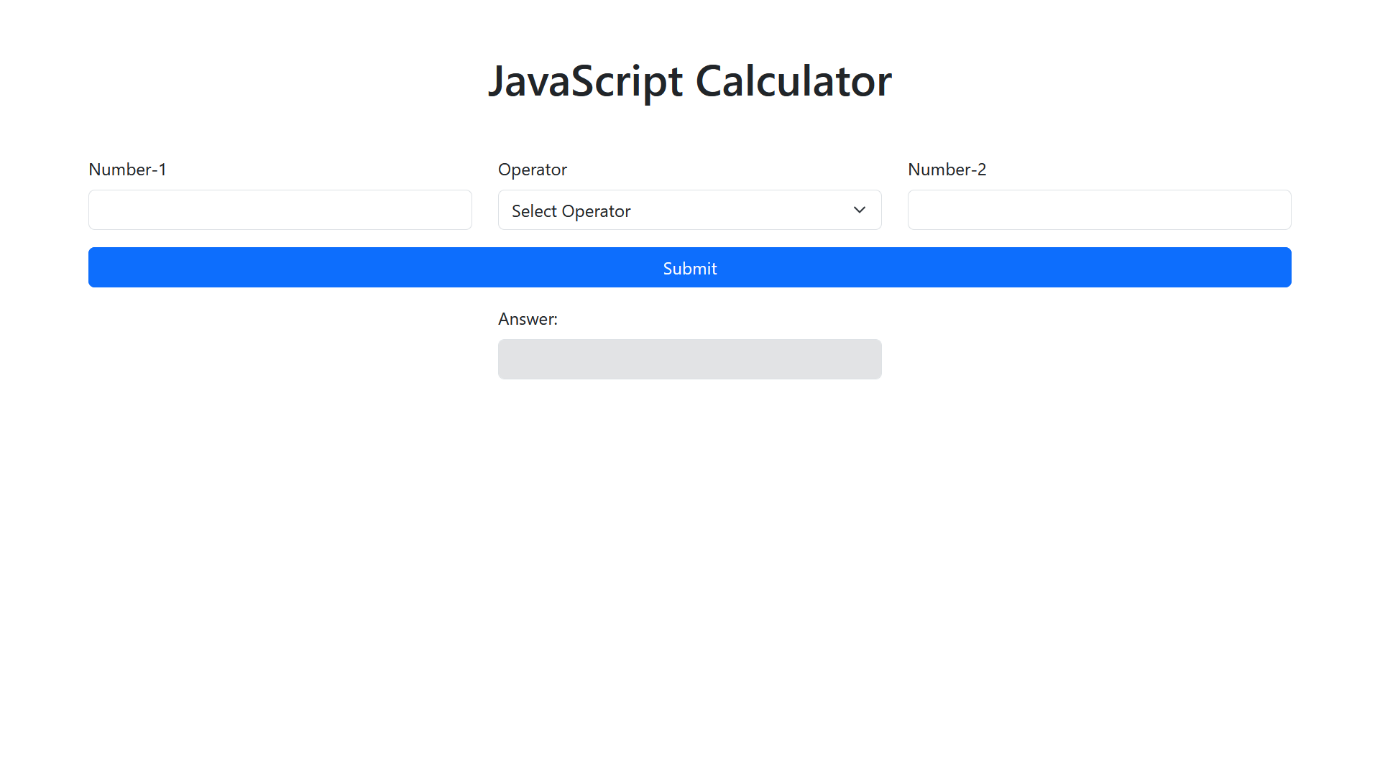 JavaScript Calculator
Number-1
Operator
Number-2
Select Operator
Submit
Answer: